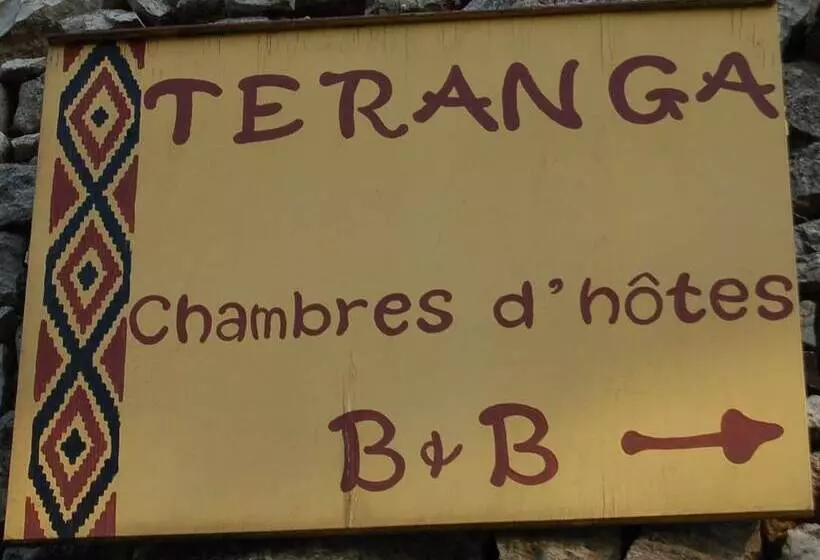 TERANGA
Chambres d'hôtes
B & B